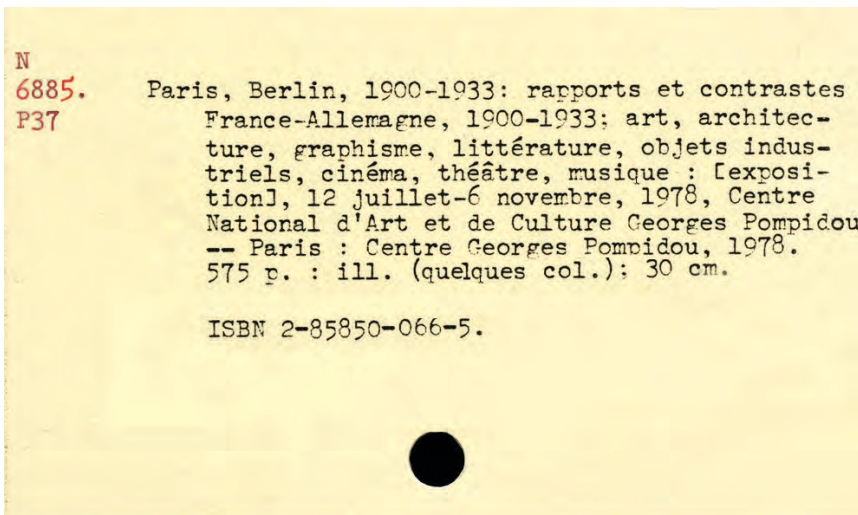 N
6885.
P37
Paris, Berlin, 1900-1933: rapports et contrastes
France-Allemagne, 1900-1933; art, architec-
ture, graphisme, littérature, objets indus-
triels, cinéma, théâtre, musique : [exposi-
tion], 12 juillet-6 novembre, 1978, Centre
National d'Art et de Culture Georges Pompidou
-- Paris : Centre Georges Pompidou, 1978.
575 p. : ill. (quelques col.); 30 cm.
ISBN 2-85850-066-5.